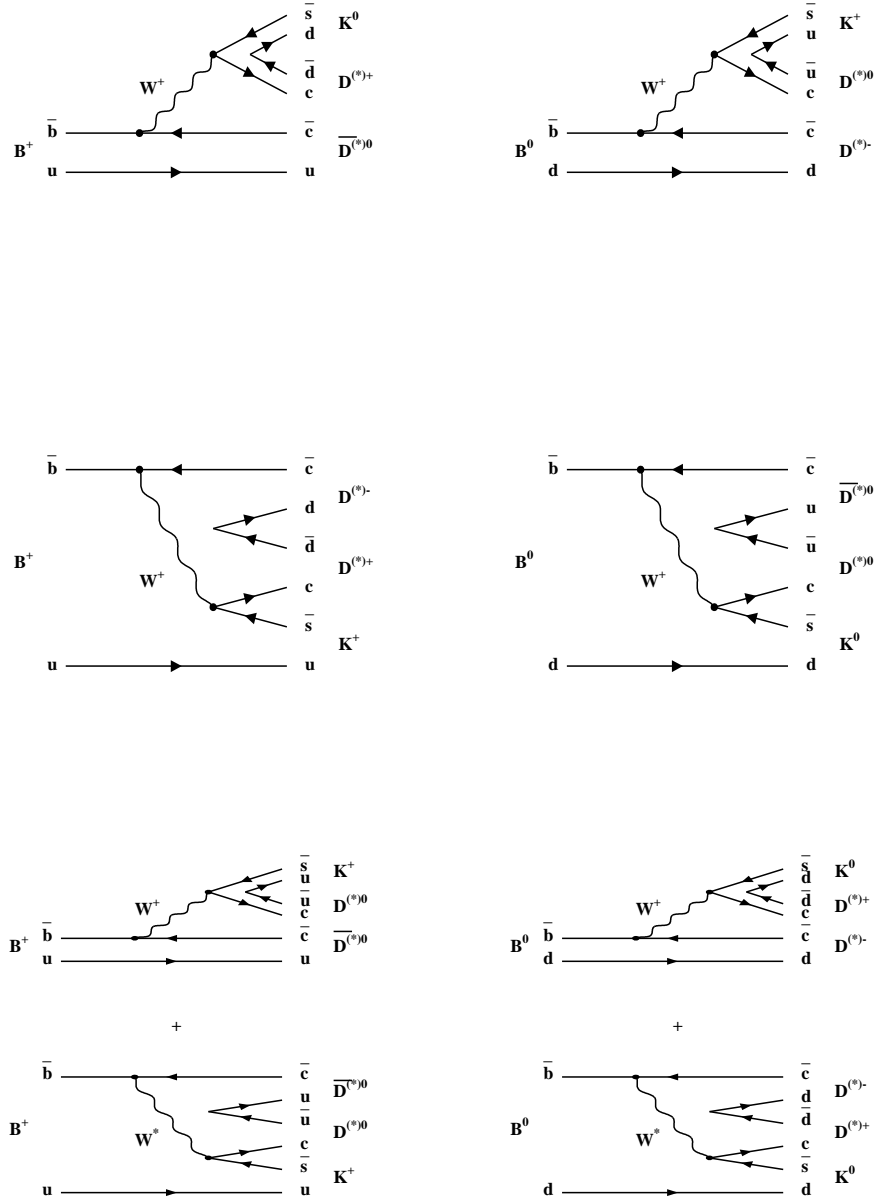 s̅ K⁰
d
d̅ D⁽*⁾⁺
c
W⁺
b̅ c̅
B⁺ D̅⁽*⁾⁰
u u
s̅ K⁺
u
u̅ D⁽*⁾⁰
c
W⁺
b̅ c̅
B⁰ D⁽*⁾⁻
d d
b̅ c̅
D⁽*⁾⁻
d
B⁺ d̅
D⁽*⁾⁺
W⁺ c
s̅
K⁺
u u
b̅ c̅
D̅⁽*⁾⁰
u
B⁰ u̅
D⁽*⁾⁰
W⁺ c
s̅
K⁰
d d
s̅ K⁺
u
u̅ D⁽*⁾⁰
c
W⁺
b̅ c̅
B⁺ D̅⁽*⁾⁰
u u
+
b̅ c̅
D̅⁽*⁾⁰
u
B⁺ u̅
D⁽*⁾⁰
W* c
s̅ K⁺
u u
s̅ K⁰
d
d̅ D⁽*⁾⁺
c
W⁺
b̅ c̅
B⁰ D⁽*⁾⁻
d d
+
b̅ c̅
D⁽*⁾⁻
d
B⁰ d̅
D⁽*⁾⁺
W* c
s̅ K⁰
d d